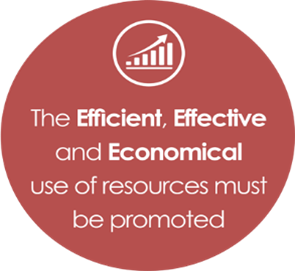 The Efficient, Effective
and Economical
use of resources must
be promoted